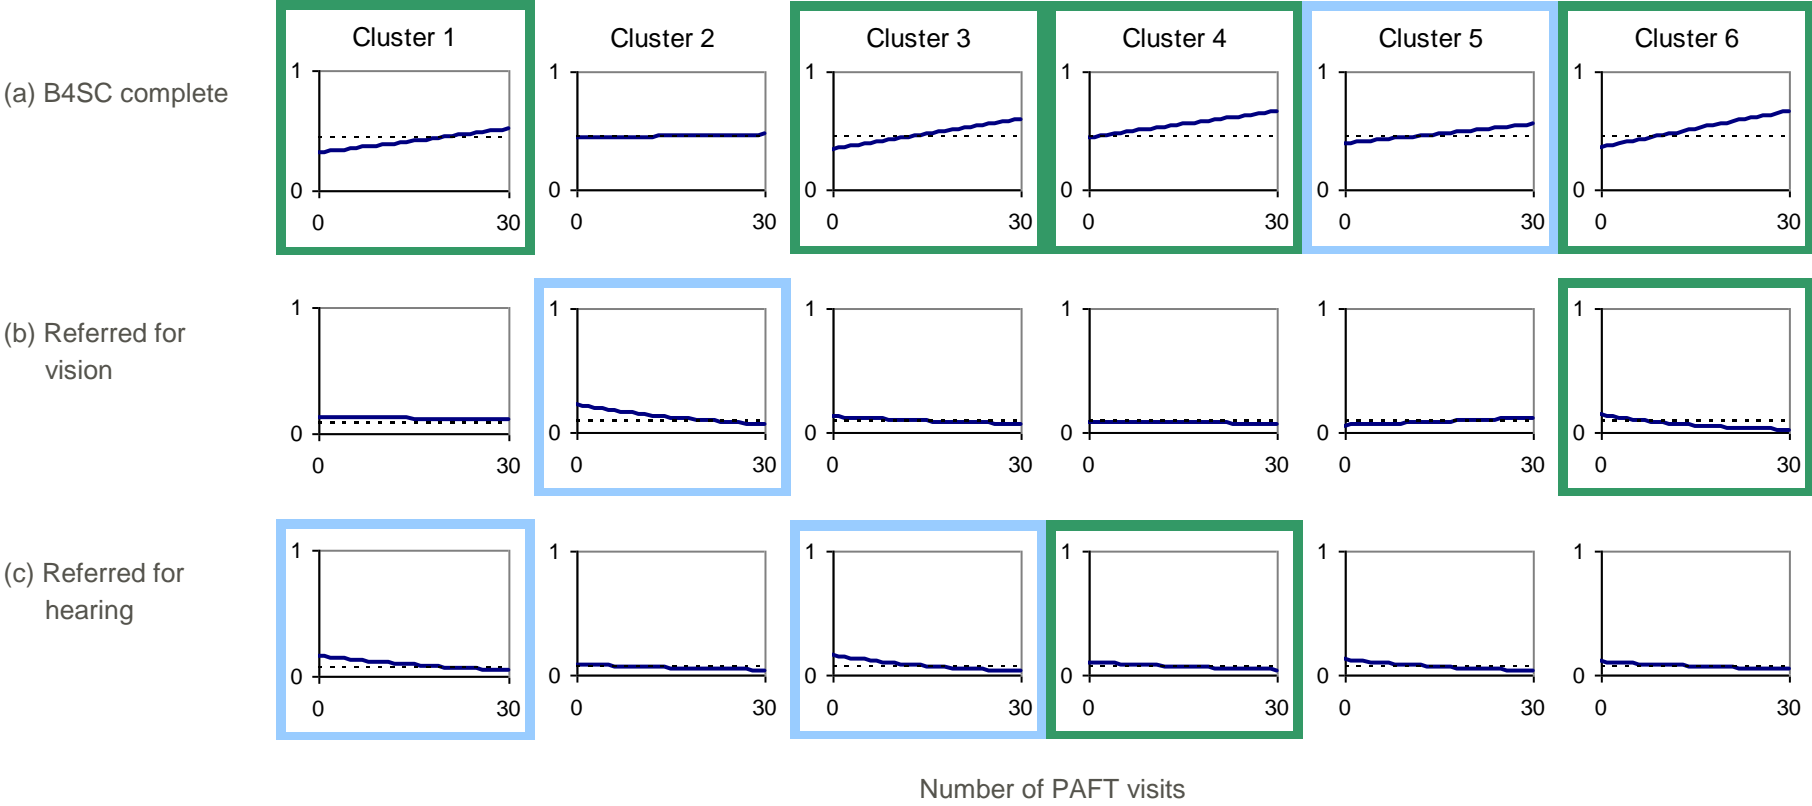 Cluster 1 Cluster 2 Cluster 3 Cluster 4 Cluster 5 Cluster 6
(a) B4SC complete
1 1 1 1 1 1
0 0 0 0 0 0
0 30 0 30 0 30 0 30 0 30 0 30
(b) Referred for
vision
1 1 1 1 1 1
0 0 0 0 0 0
0 30 0 30 0 30 0 30 0 30 0 30
(c) Referred for
hearing
1 1 1 1 1 1
0 0 0 0 0 0
0 30 0 30 0 30 0 30 0 30 0 30
Number of PAFT visits